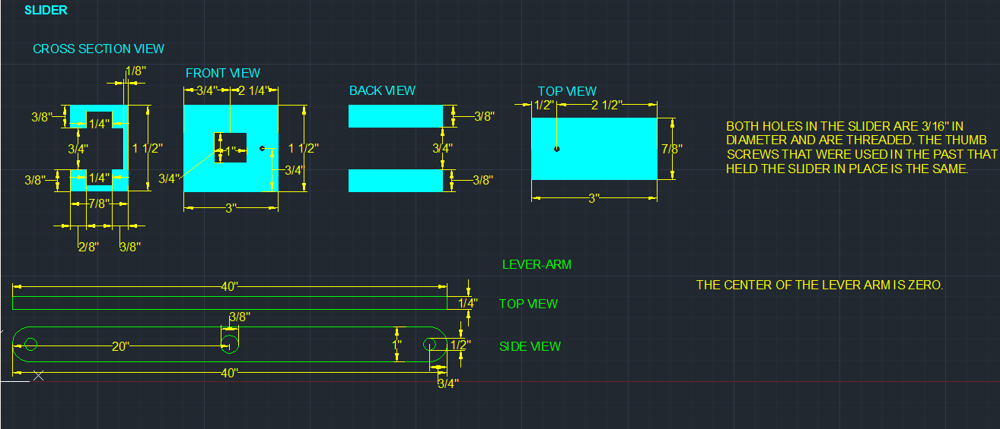 SLIDER
CROSS SECTION VIEW
1/8"
3/8"
1/4"
3/4"
1 1/2"
3/8"
1/4"
7/8"
2/8"
3/8"
FRONT VIEW
3/4"
2 1/4"
1"
1 1/2"
3/4"
3/4"
3"
BACK VIEW
3/8"
3/4"
3/8"
TOP VIEW
1/2"
2 1/2"
7/8"
3"
BOTH HOLES IN THE SLIDER ARE 3/16" IN
DIAMETER AND ARE THREADED. THE THUMB
SCREWS THAT WERE USED IN THE PAST THAT
HELD THE SLIDER IN PLACE IS THE SAME.
LEVER-ARM
THE CENTER OF THE LEVER ARM IS ZERO.
40"
1/4"
TOP VIEW
3/8"
20"
1"
1/2"
SIDE VIEW
40"
3/4"
X